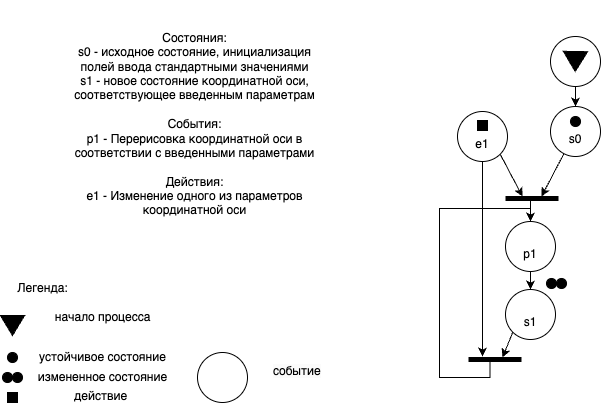 Состояния:
s0 - исходное состояние, инициализация
полей ввода стандартными значениями
s1 - новое состояние координатной оси,
соответствующее введенным параметрам
События:
p1 - Перерисовка координатной оси в
соответствии с введенными параметрами
Действия:
e1 - Изменение одного из параметров
координатной оси
e1
s0
p1
s1
Легенда:
начало процесса
устойчивое состояние
измененное состояние
действие
событие